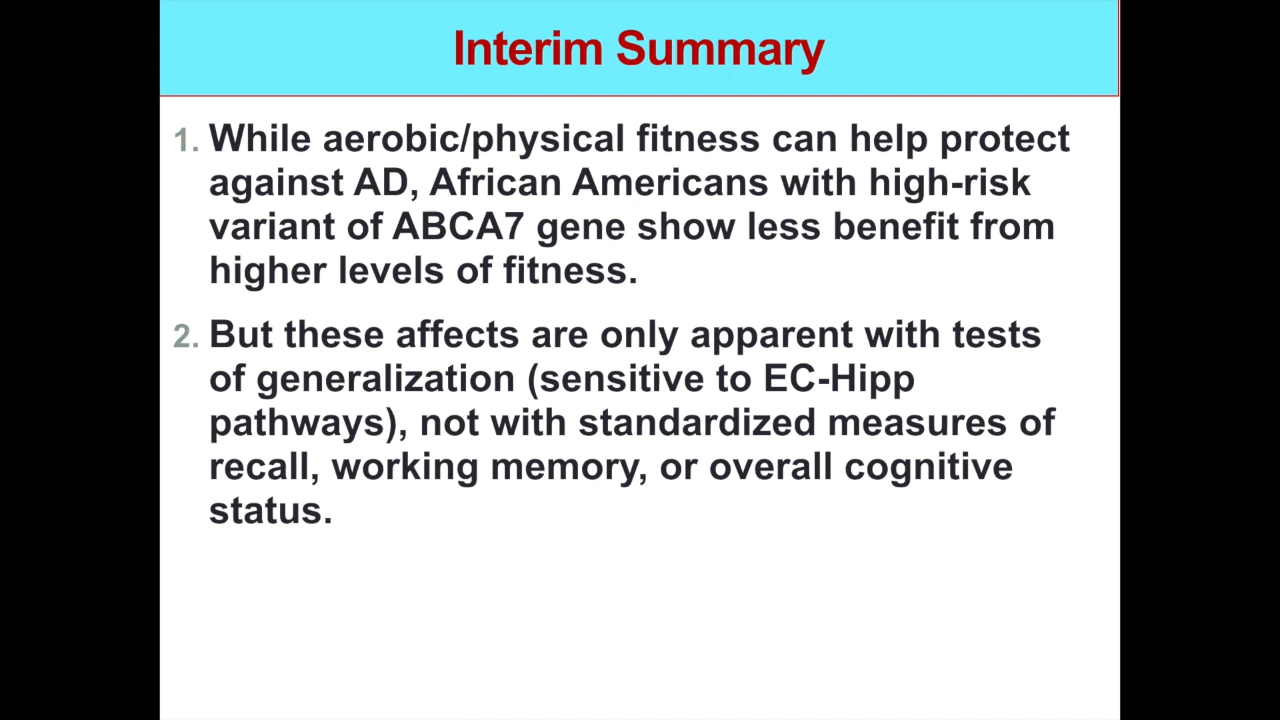 Interim Summary
1. While aerobic/physical fitness can help protect
against AD, African Americans with high-risk
variant of ABCA7 gene show less benefit from
higher levels of fitness.
2. But these affects are only apparent with tests
of generalization (sensitive to EC-Hipp
pathways), not with standardized measures of
recall, working memory, or overall cognitive
status.